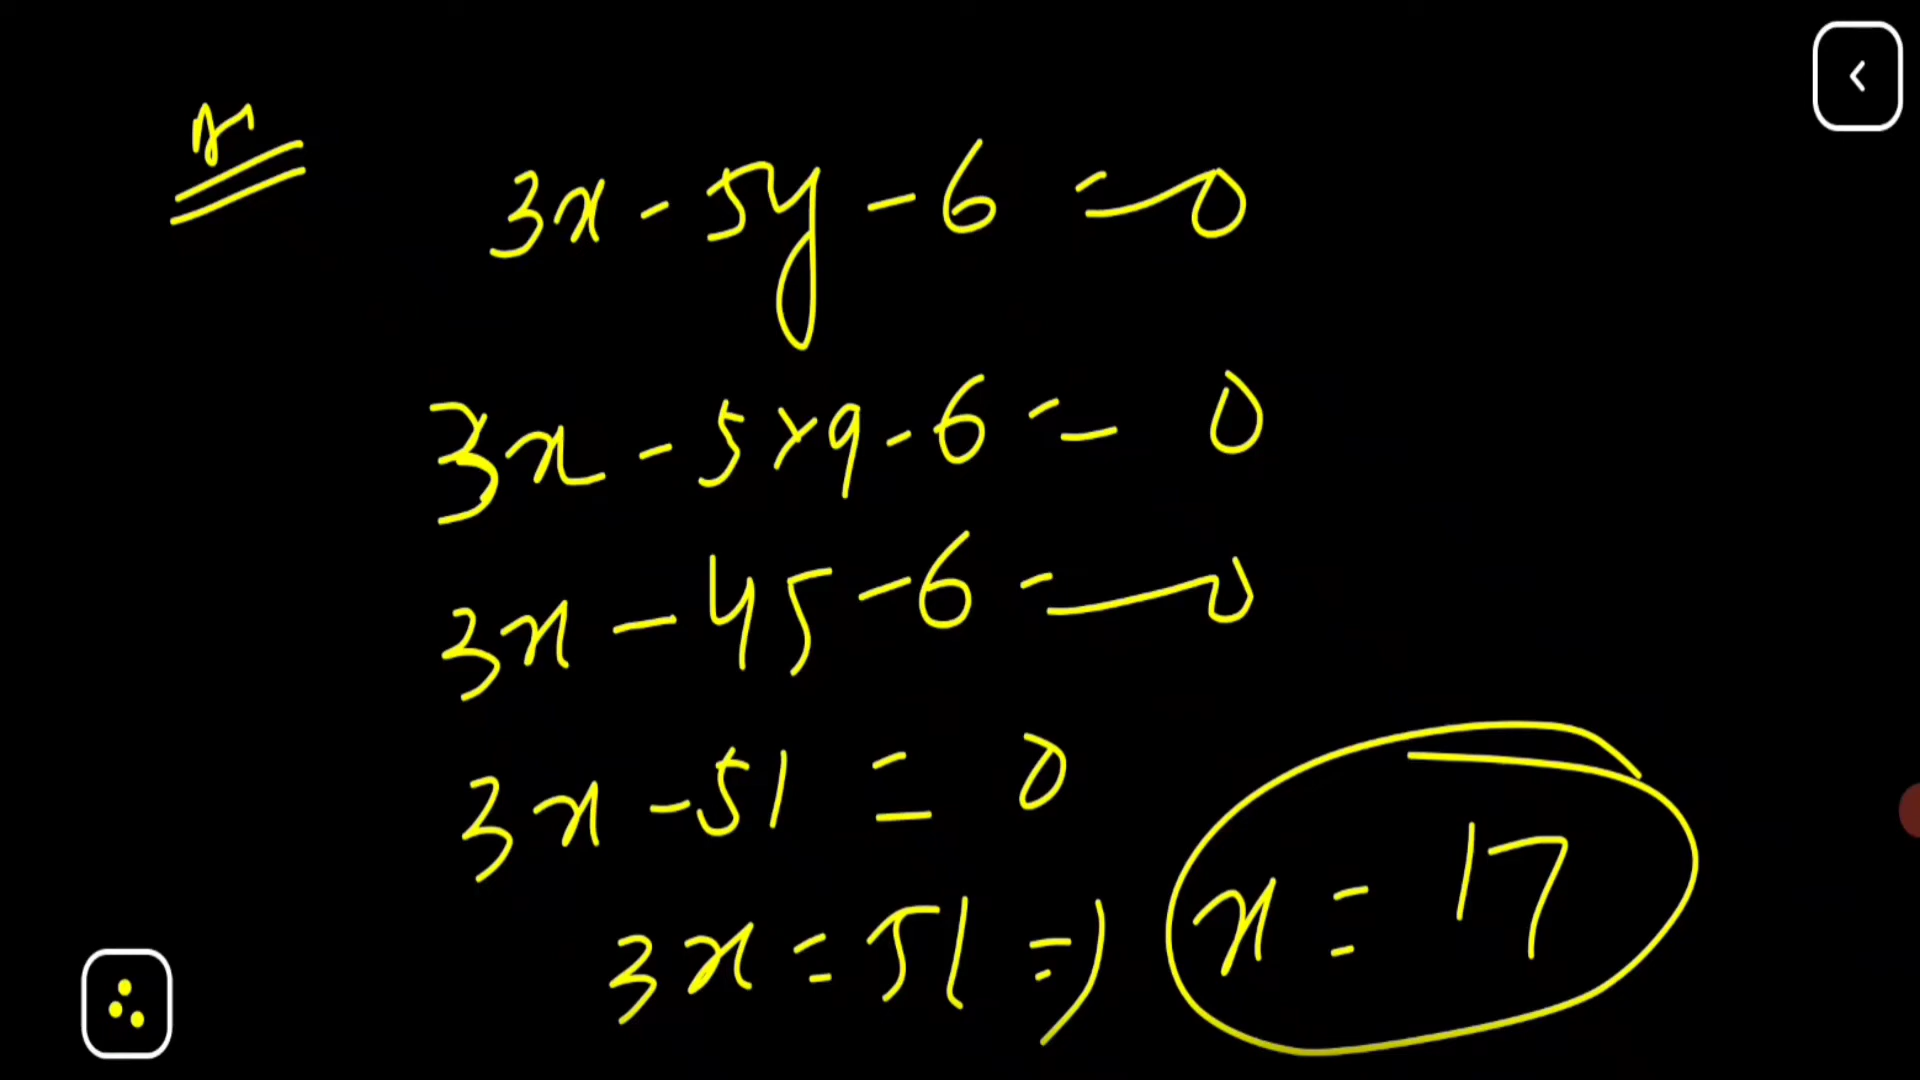 3x - 5y - 6 = 0
3x - 5×9 - 6 = 0
3x - 45 - 6 = 0
3x - 51 = 0
3x = 51 => x = 17